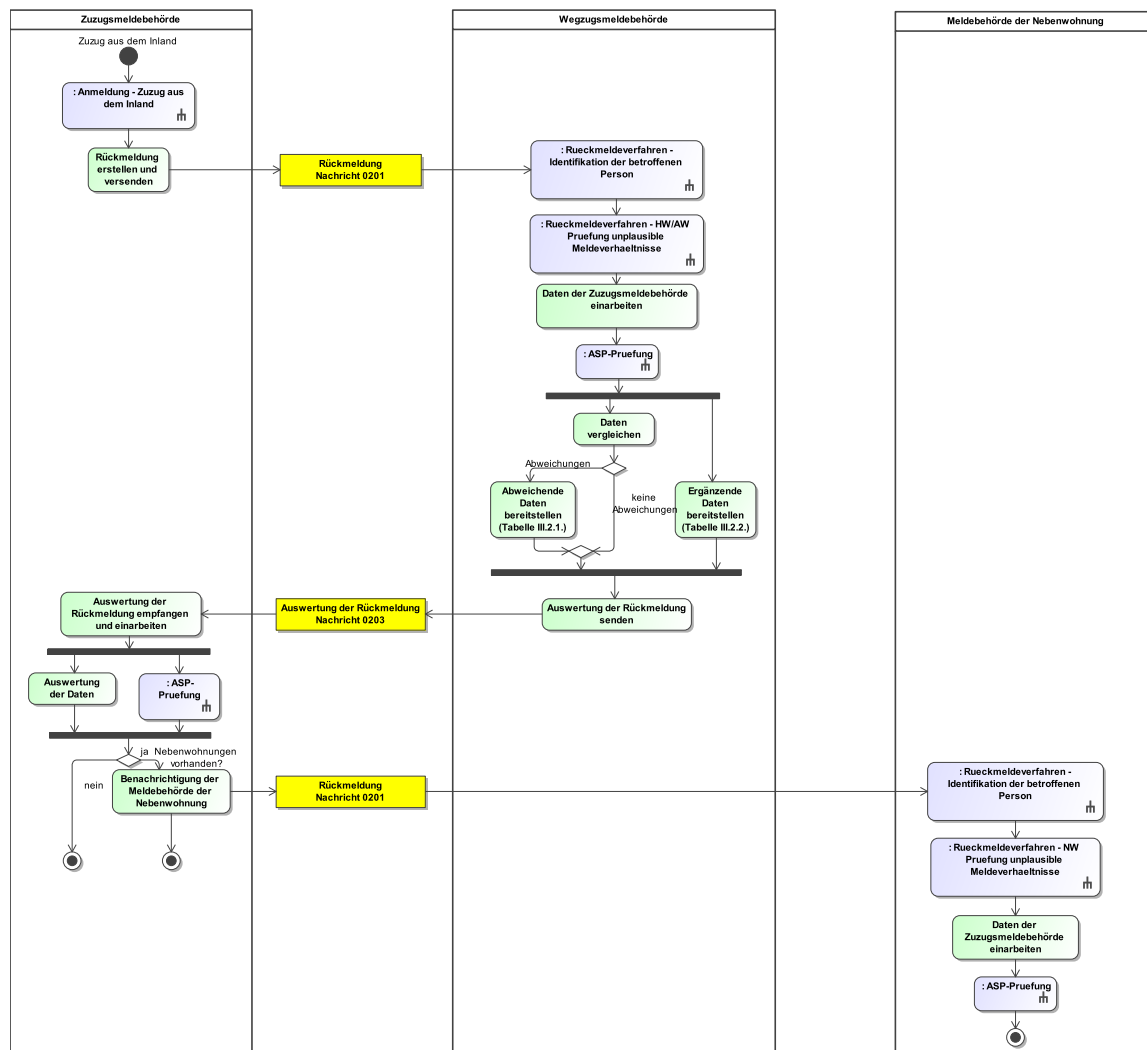 Zuzugsmeldebehörde
Wegzugsmeldebehörde
Meldebehörde der Nebenwohnung
Zuzug aus dem Inland
: Anmeldung - Zuzug aus
dem Inland
Rückmeldung
erstellen und
versenden
Rückmeldung
Nachricht 0201
: Rueckmeldeverfahren -
Identifikation der betroffenen
Person
: Rueckmeldeverfahren - HW/AW
Pruefung unplausible
Meldeverhaeltnisse
Daten der Zuzugsmeldebehörde
einarbeiten
: ASP-Pruefung
Daten
vergleichen
Abweichungen
keine
Abweichungen
Abweichende
Daten
bereitstellen
(Tabelle III.2.1.)
Ergänzende
Daten
bereitstellen
(Tabelle III.2.2.)
Auswertung der Rückmeldung
senden
Auswertung der Rückmeldung
Nachricht 0203
Auswertung der
Rückmeldung empfangen
und einarbeiten
Auswertung
der Daten
: ASP-
Pruefung
ja Nebenwohnungen
vorhanden?
nein
Benachrichtigung der
Meldebehörde der
Nebenwohnung
Rückmeldung
Nachricht 0201
: Rueckmeldeverfahren -
Identifikation der betroffenen
Person
: Rueckmeldeverfahren - NW
Pruefung unplausible
Meldeverhaeltnisse
Daten der
Zuzugsmeldebehörde
einarbeiten
: ASP-Pruefung